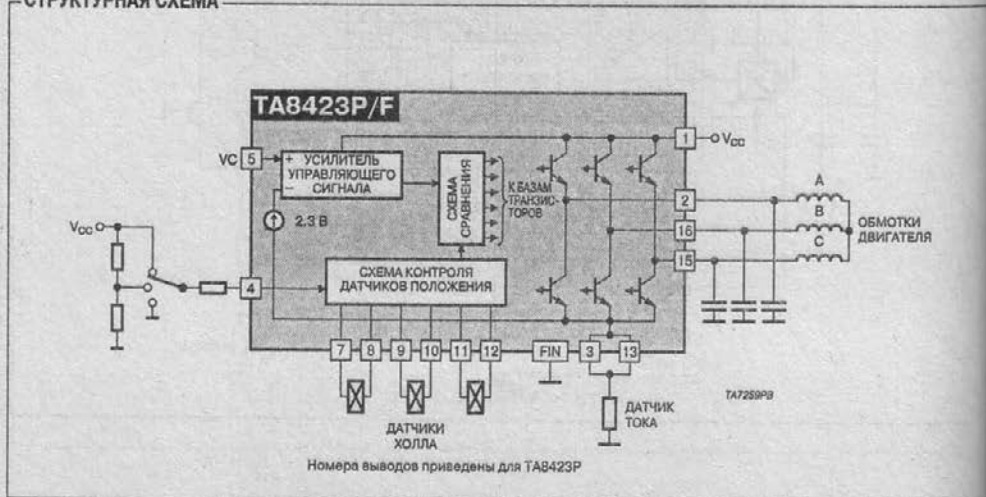 СТРУКТУРНАЯ СХЕМА
TA8423P/F
VC 5
+ УСИЛИТЕЛЬ
УПРАВЛЯЮЩЕГО
– СИГНАЛА
2.3 В
СХЕМА
СРАВНЕНИЯ
К БАЗАМ
ТРАНЗИС-
ТОРОВ
1 VCC
2
16
15
A
B
C
ОБМОТКИ
ДВИГАТЕЛЯ
VCC
4
СХЕМА КОНТРОЛЯ
ДАТЧИКОВ ПОЛОЖЕНИЯ
7 8 9 10 11 12 FIN 3 13
ДАТЧИКИ
ХОЛЛА
ДАТЧИК
ТОКА
TA7259PB
Номера выводов приведены для TA8423P